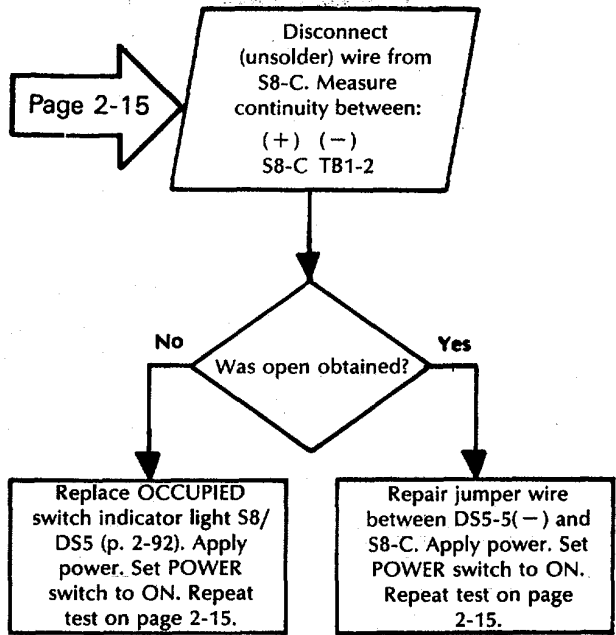 Page 2-15
Disconnect
(unsolder) wire from
S8-C. Measure
continuity between:
(+) (−)
S8-C TB1-2
Was open obtained?
No
Yes
Replace OCCUPIED
switch indicator light S8/
DS5 (p. 2-92). Apply
power. Set POWER
switch to ON. Repeat
test on page 2-15.
Repair jumper wire
between DS5-5(−) and
S8-C. Apply power. Set
POWER switch to ON.
Repeat test on page
2-15.